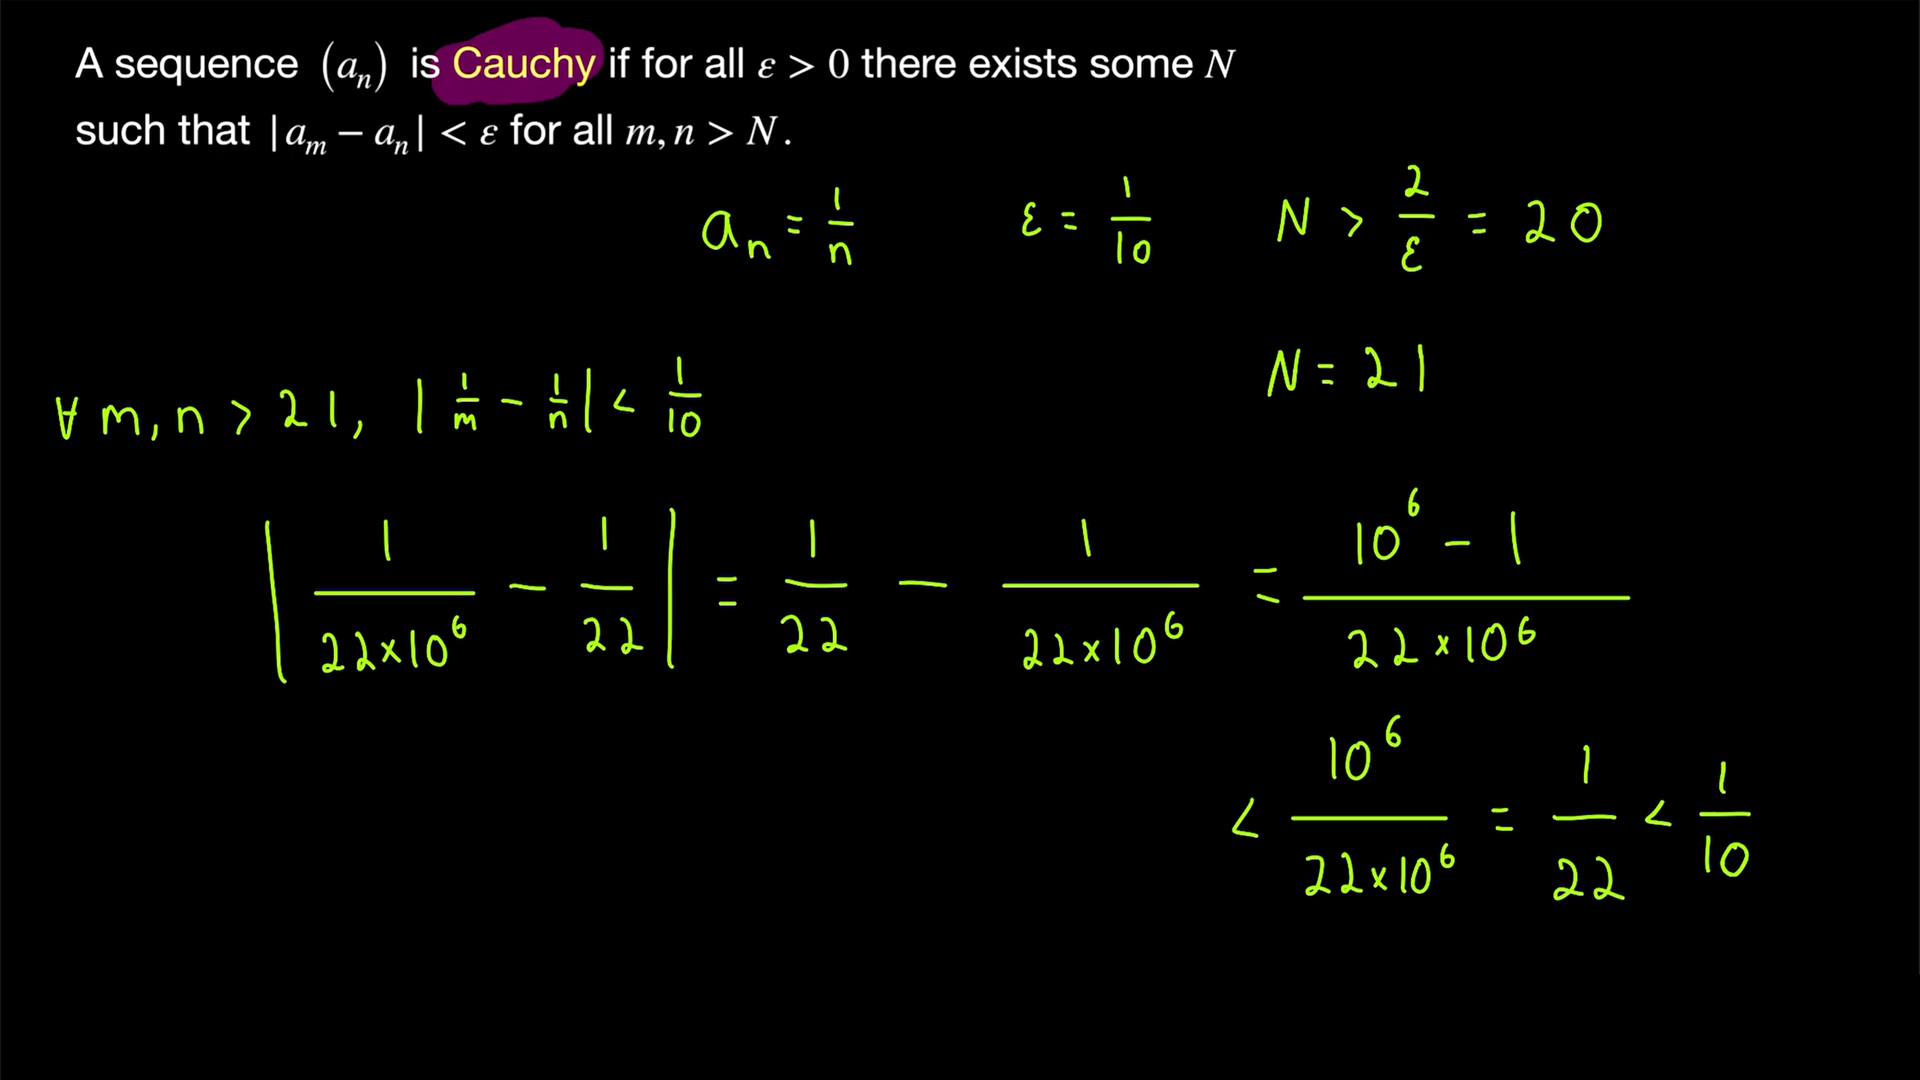 A sequence (aₙ) is Cauchy if for all ε > 0 there exists some N
such that |aₘ − aₙ| < ε for all m, n > N.
aₙ = 1/n   ε = 1/10   N > 2/ε = 20
N = 21
∀ m, n > 21, |1/m − 1/n| < 1/10
|1/(22×10⁶) − 1/22| = 1/22 − 1/(22×10⁶) = (10⁶ − 1)/(22×10⁶)
< 10⁶/(22×10⁶) = 1/22 < 1/10